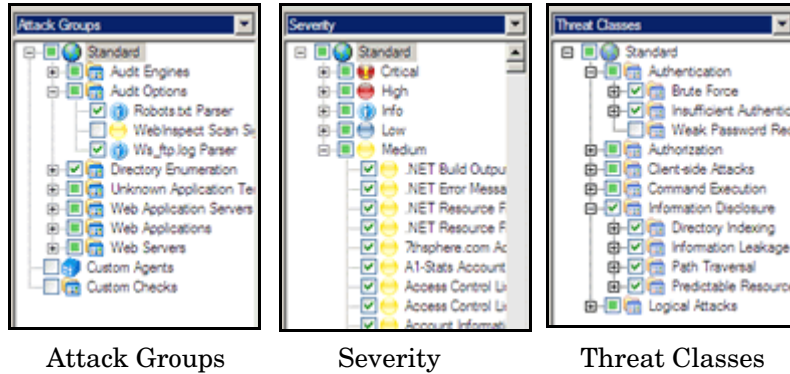 Attack Groups
Standard
Audit Engines
Audit Options
Robots.txt Parser
WebInspect Scan Si
Ws_ftp.log Parser
Directory Enumeration
Unknown Application Te
Web Application Servers
Web Applications
Web Servers
Custom Agents
Custom Checks
Severity
Standard
Critical
High
Info
Low
Medium
.NET Build Outpu
.NET Error Messa
.NET Resource F
.NET Resource F
7thsphere.com Ac
A1-Stats Account
Access Control Li
Access Control Li
Account Informati
Threat Classes
Standard
Authentication
Brute Force
Insufficient Authentic
Weak Password Rec
Authorization
Client-side Attacks
Command Execution
Information Disclosure
Directory Indexing
Information Leakage
Path Traversal
Predictable Resource
Logical Attacks
Attack Groups
Severity
Threat Classes